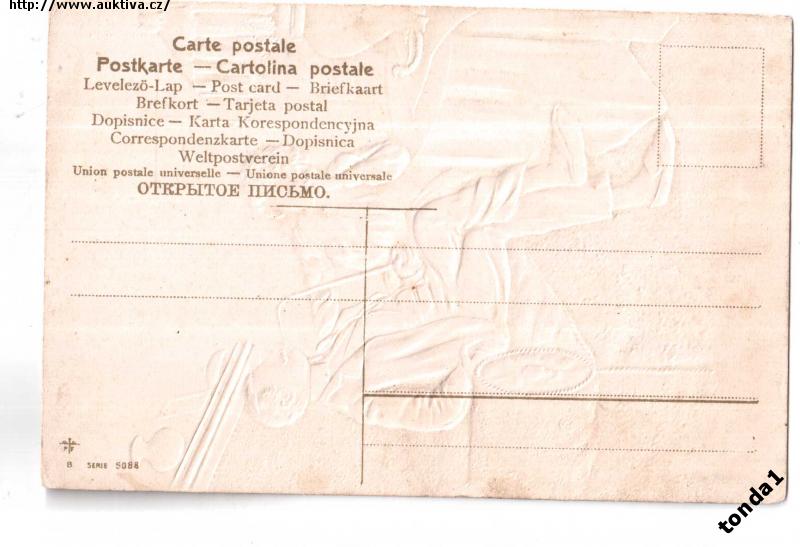 http://www.auktiva.cz/
Carte postale
Postkarte — Cartolina postale
Levelezö-Lap — Post card — Briefkaart
Brefkort — Tarjeta postal
Dopisnice — Karta Korespondencyjna
Correspondenzkarte — Dopisnica
Weltpostverein
Union postale universelle — Unione postale universale
ОТКРЫТОЕ ПИСЬМО.
B SERIE 5088
tonda1